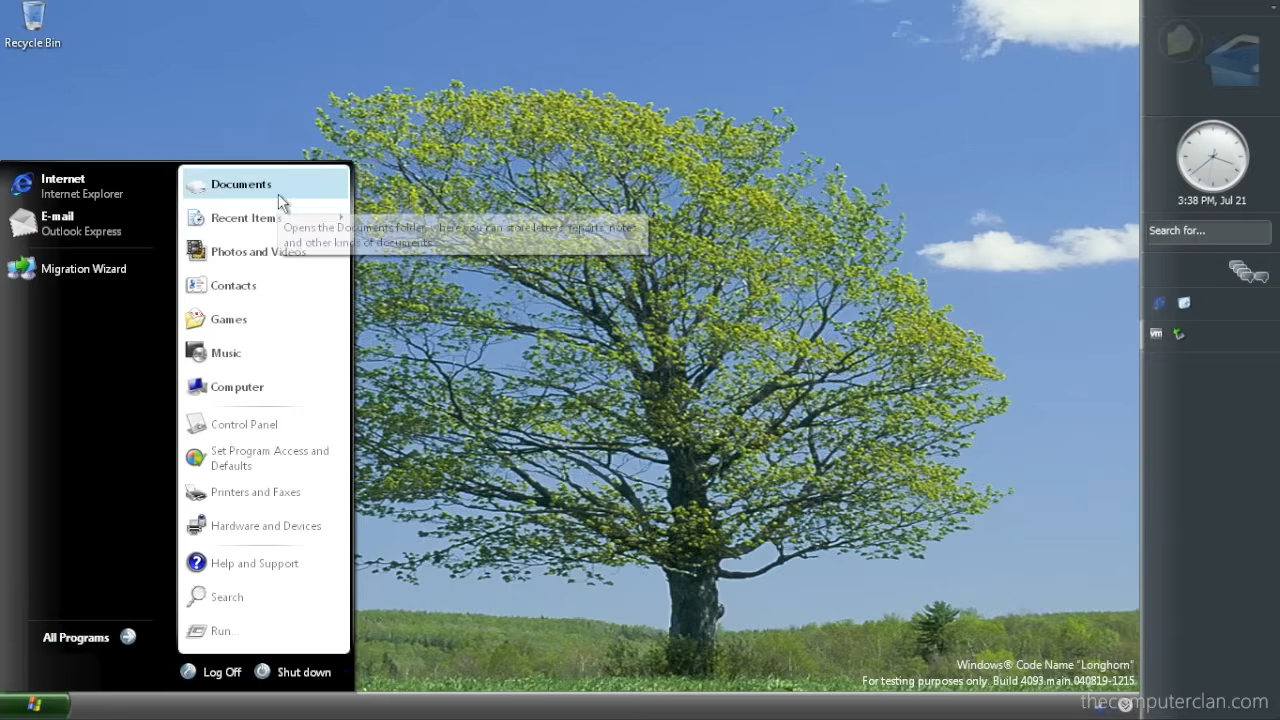 Recycle Bin
Internet
Internet Explorer
E-mail
Outlook Express
Migration Wizard
All Programs
Documents
Recent Items
Opens the Documents folder, where you can store letters, reports, notes,
and other kinds of documents.
Photos and Videos
Contacts
Games
Music
Computer
Control Panel
Set Program Access and
Defaults
Printers and Faxes
Hardware and Devices
Help and Support
Search
Run...
Log Off
Shut down
3:38 PM, Jul 21
Search for...
vm
Windows® Code Name "Longhorn"
For testing purposes only. Build 4093.main.040819-1215
thecomputerclan.com